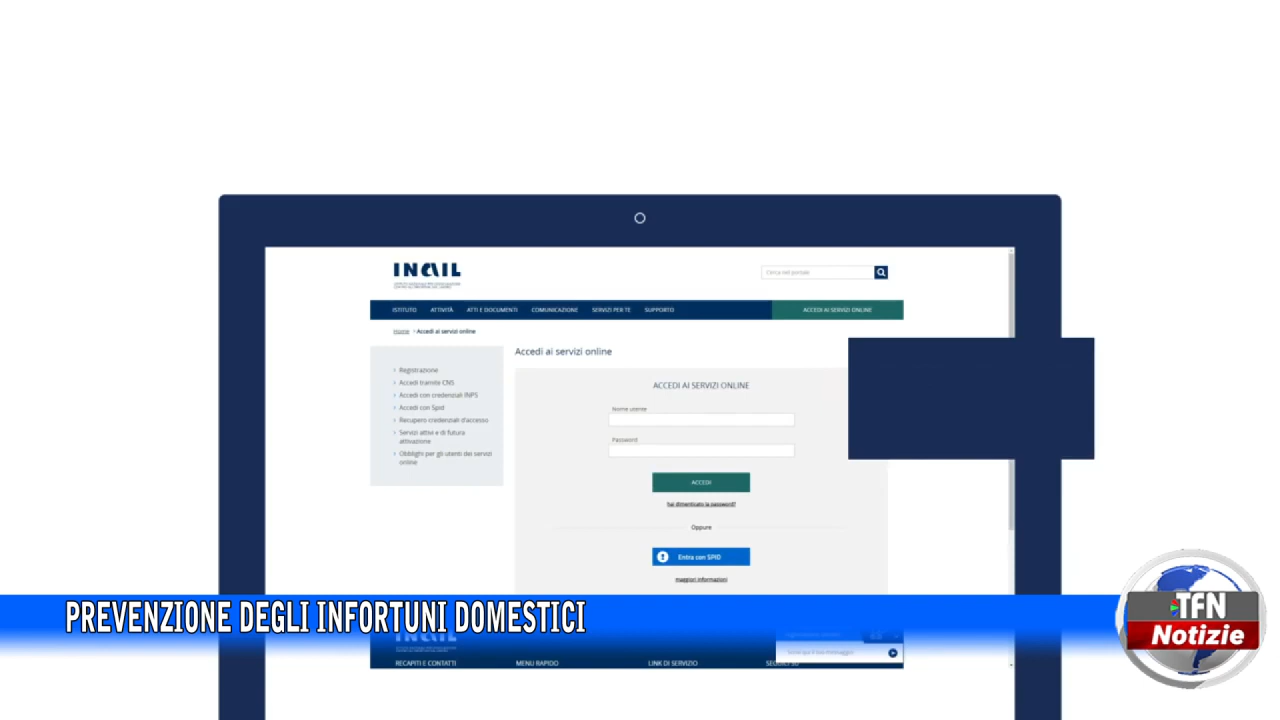 INAIL
Cerca nel portale
ISTITUTO ATTIVITÀ ATTI E DOCUMENTI COMUNICAZIONE SERVIZI PER TE SUPPORTO ACCEDI AI SERVIZI ONLINE
Home > Accedi ai servizi online
Accedi ai servizi online
> Registrazione
> Accedi tramite CNS
> Accedi con credenziali INPS
> Accedi con Spid
> Recupero credenziali d'accesso
> Servizi attivi e di futura
attivazione
> Obblighi per gli utenti dei servizi
online
ACCEDI AI SERVIZI ONLINE
Nome utente
Password
ACCEDI
hai dimenticato la password?
Oppure
Entra con SPID
maggiori informazioni
PREVENZIONE DEGLI INFORTUNI DOMESTICI
INAIL
RECAPITI E CONTATTI MENU RAPIDO LINK DI SERVIZIO
TFN
Notizie